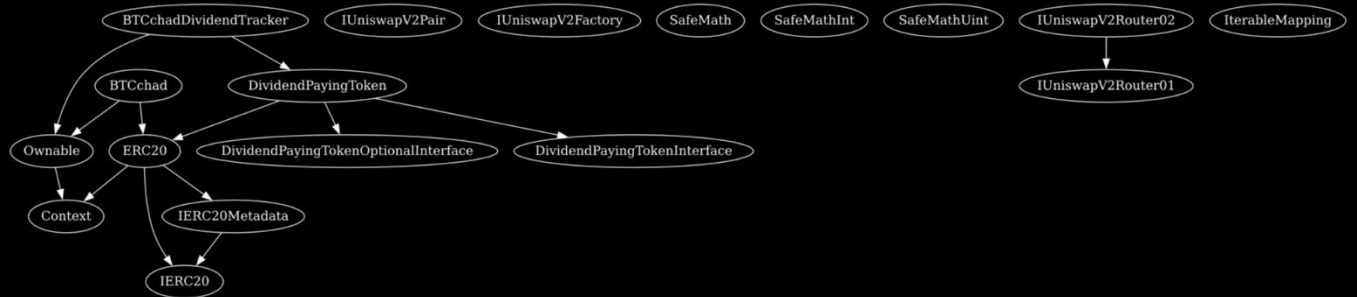 BTCchadDividendTracker IUniswapV2Pair IUniswapV2Factory SafeMath SafeMathInt SafeMathUint IUniswapV2Router02 IterableMapping
BTCchad DividendPayingToken IUniswapV2Router01
Ownable ERC20 DividendPayingTokenOptionalInterface DividendPayingTokenInterface
Context IERC20Metadata
IERC20